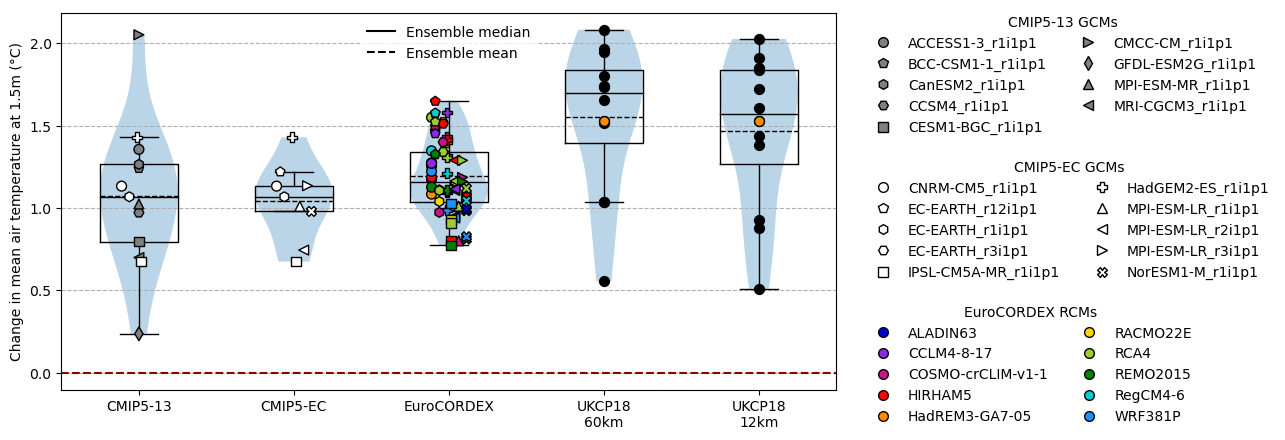 Change in mean air temperature at 1.5m (°C)
2.0
1.5
1.0
0.5
0.0
Ensemble median
Ensemble mean
CMIP5-13
CMIP5-EC
EuroCORDEX
UKCP18
60km
UKCP18
12km
CMIP5-13 GCMs
ACCESS1-3_r1i1p1
BCC-CSM1-1_r1i1p1
CanESM2_r1i1p1
CCSM4_r1i1p1
CESM1-BGC_r1i1p1
CMCC-CM_r1i1p1
GFDL-ESM2G_r1i1p1
MPI-ESM-MR_r1i1p1
MRI-CGCM3_r1i1p1
CMIP5-EC GCMs
CNRM-CM5_r1i1p1
EC-EARTH_r12i1p1
EC-EARTH_r1i1p1
EC-EARTH_r3i1p1
IPSL-CM5A-MR_r1i1p1
HadGEM2-ES_r1i1p1
MPI-ESM-LR_r1i1p1
MPI-ESM-LR_r2i1p1
MPI-ESM-LR_r3i1p1
NorESM1-M_r1i1p1
EuroCORDEX RCMs
ALADIN63
CCLM4-8-17
COSMO-crCLIM-v1-1
HIRHAM5
HadREM3-GA7-05
RACMO22E
RCA4
REMO2015
RegCM4-6
WRF381P